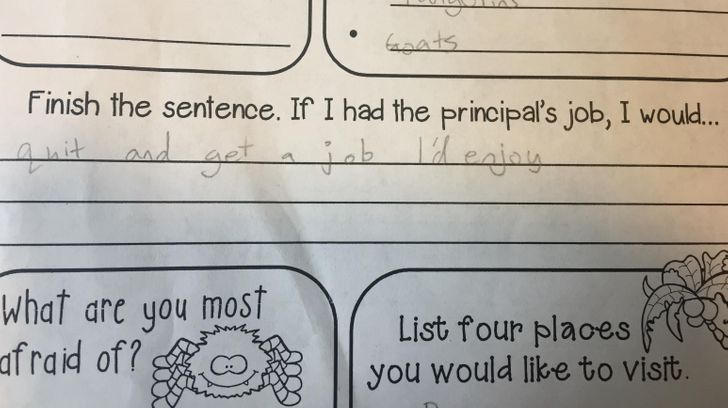 Goats
Finish the sentence. If I had the principal's job, I would...
quit and get a job I'd enjoy
What are you most
afraid of?
List four places
you would like to visit.